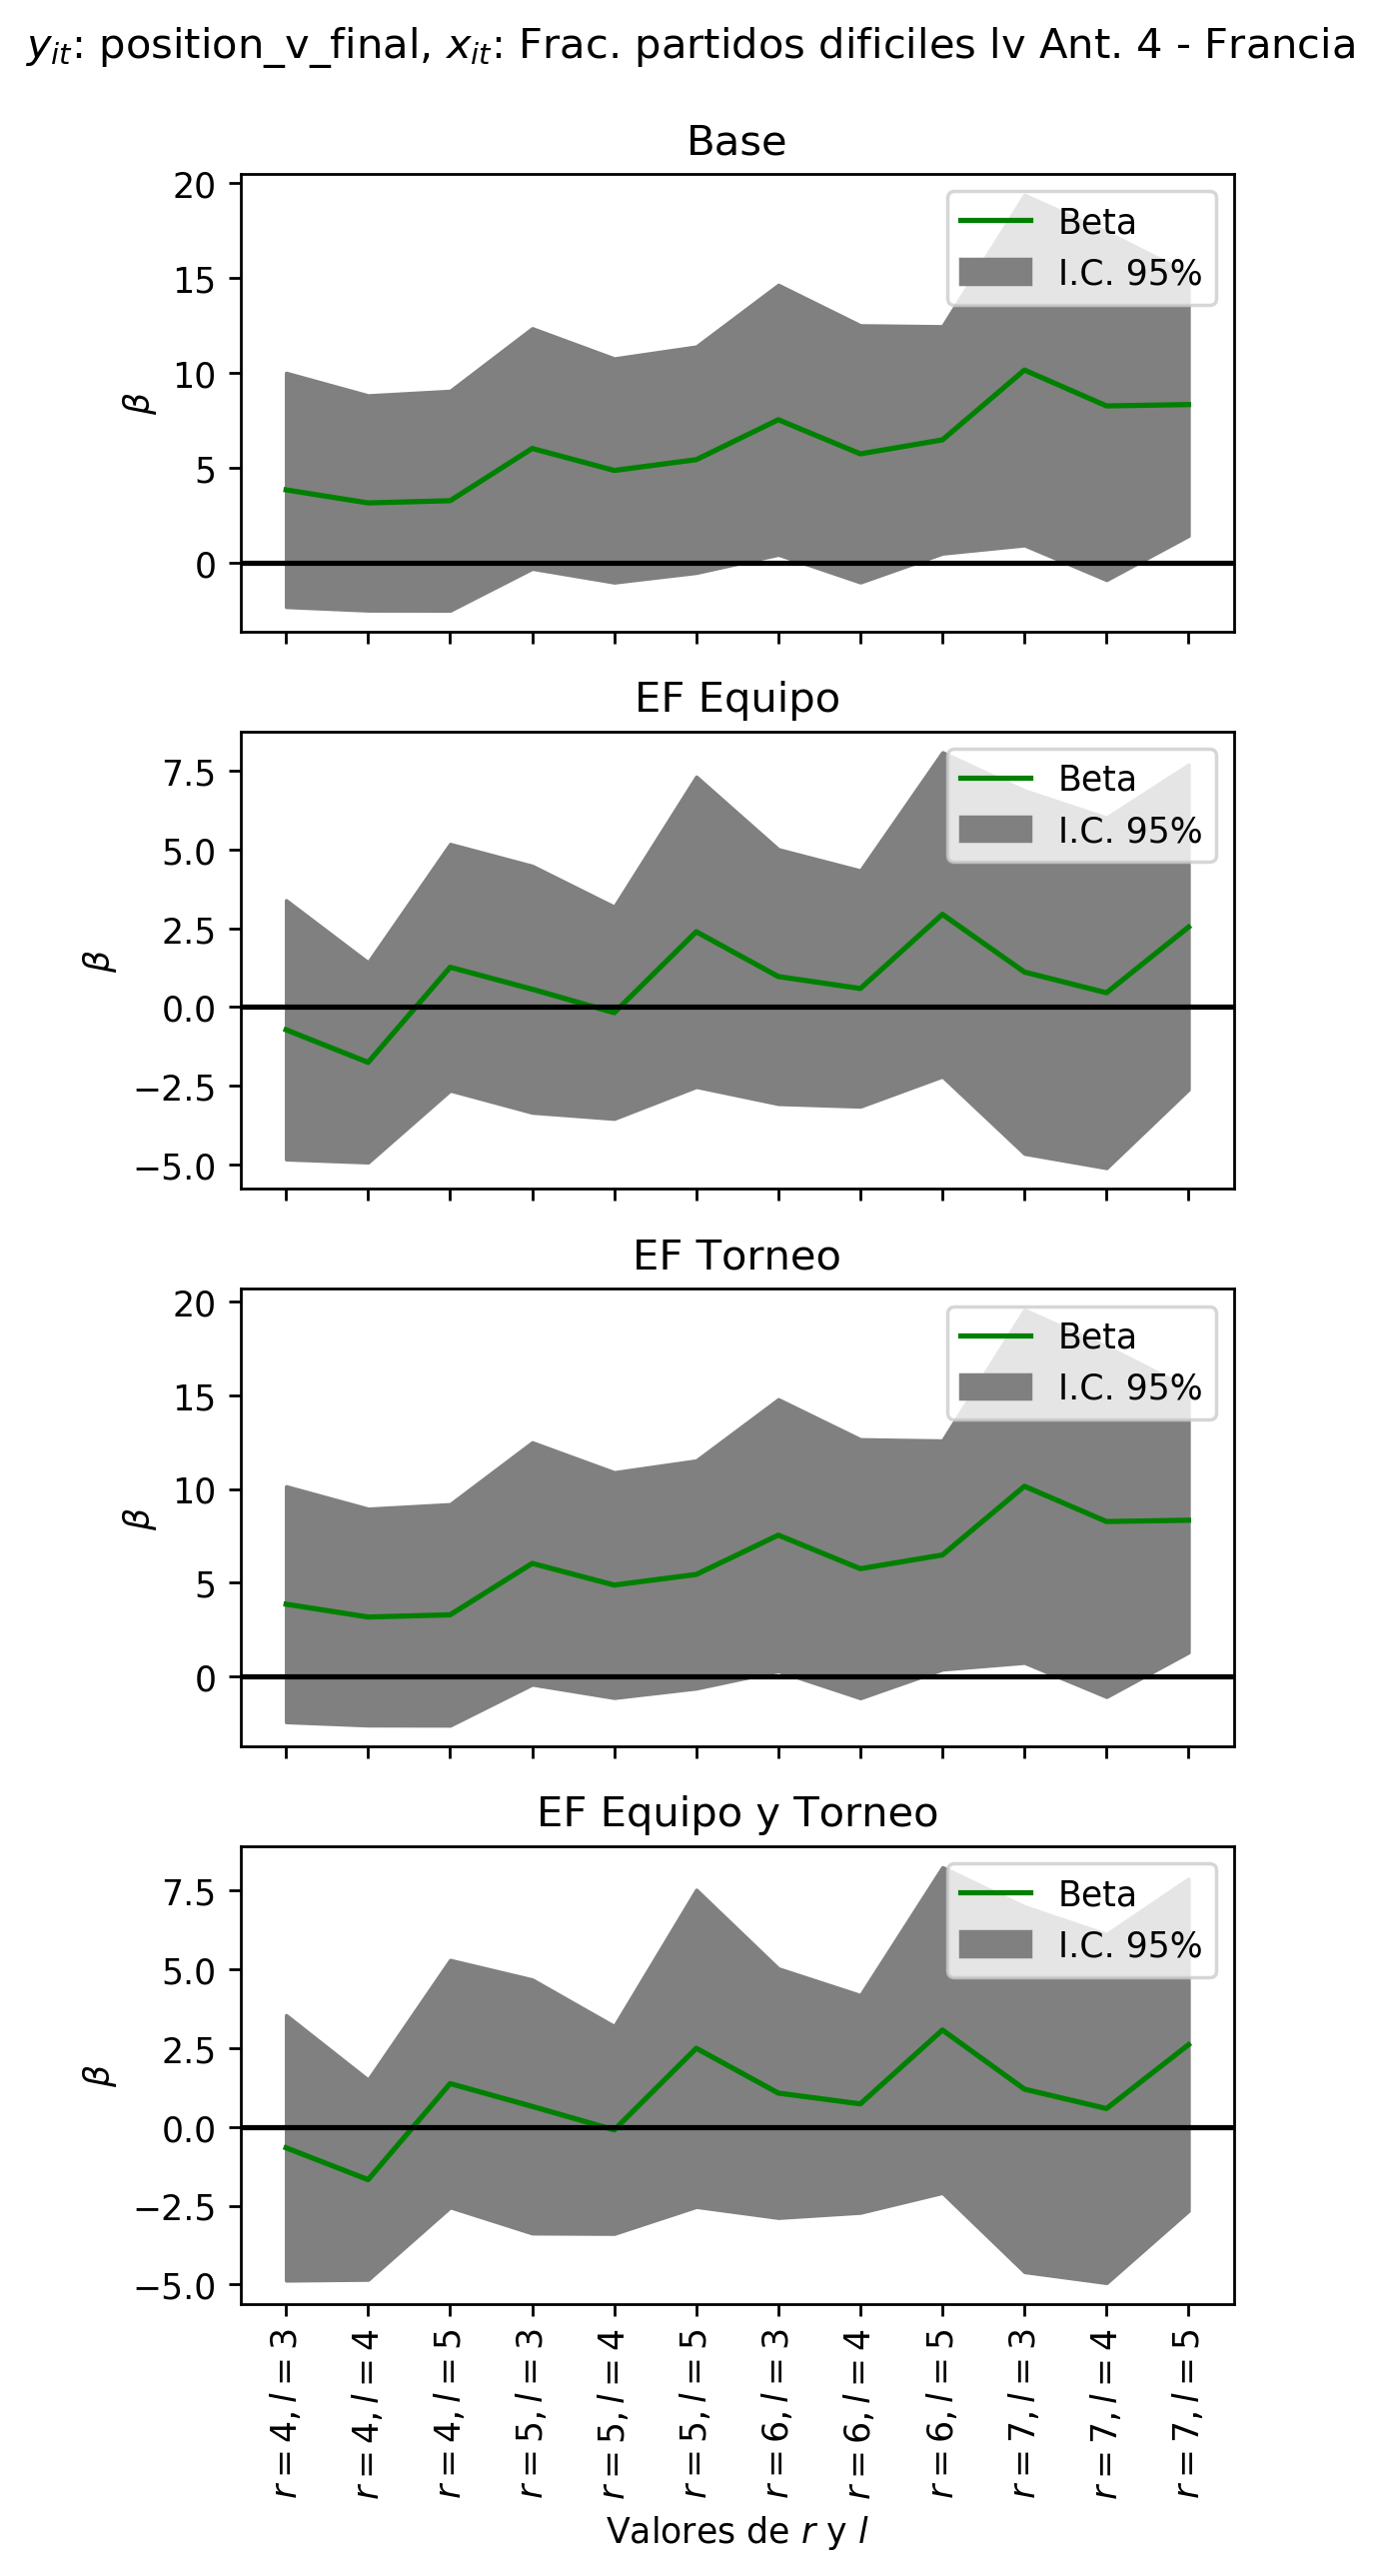 y_{it}: position_v_final, x_{it}: Frac. partidos dificiles lv Ant. 4 - Francia
Base
20
15
10
5
0
β
Beta
I.C. 95%
EF Equipo
7.5
5.0
2.5
0.0
−2.5
−5.0
β
Beta
I.C. 95%
EF Torneo
20
15
10
5
0
β
Beta
I.C. 95%
EF Equipo y Torneo
7.5
5.0
2.5
0.0
−2.5
−5.0
β
Beta
I.C. 95%
r = 4, l = 3
r = 4, l = 4
r = 4, l = 5
r = 5, l = 3
r = 5, l = 4
r = 5, l = 5
r = 6, l = 3
r = 6, l = 4
r = 6, l = 5
r = 7, l = 3
r = 7, l = 4
r = 7, l = 5
Valores de r y l